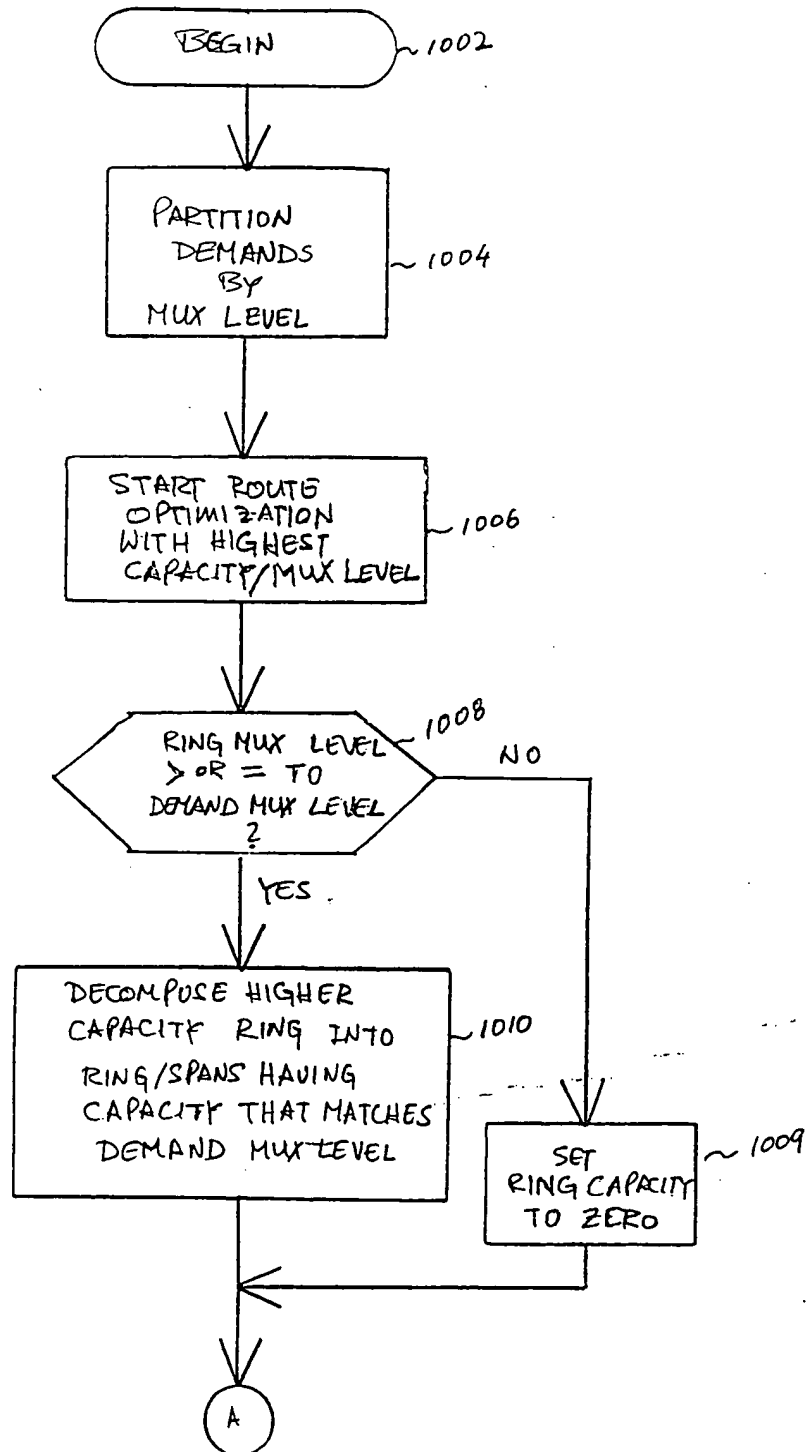 BEGIN
~1002
PARTITION
DEMANDS
BY
MUX LEVEL
~1004
START ROUTE
OPTIMIZATION
WITH HIGHEST
CAPACITY/MUX LEVEL
~1006
RING MUX LEVEL
> OR = TO
DEMAND MUX LEVEL
?
1008
NO
YES
DECOMPUSE HIGHER
CAPACITY RING INTO
RING/SPANS HAVING
CAPACITY THAT MATCHES
DEMAND MUX LEVEL
~1010
SET
RING CAPACITY
TO ZERO
~1009
A